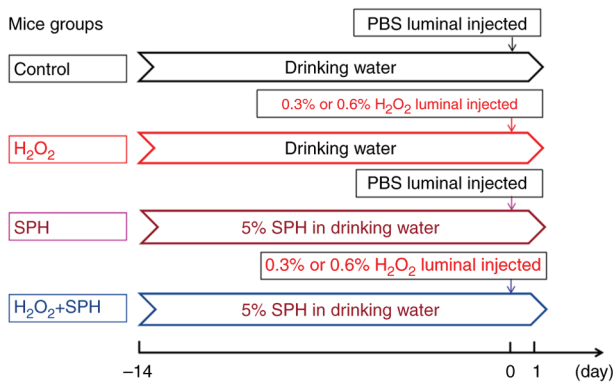 Mice groups
PBS luminal injected
Control
Drinking water
0.3% or 0.6% H₂O₂ luminal injected
H₂O₂
Drinking water
PBS luminal injected
SPH
5% SPH in drinking water
0.3% or 0.6% H₂O₂ luminal injected
H₂O₂+SPH
5% SPH in drinking water
–14
0
1
(day)